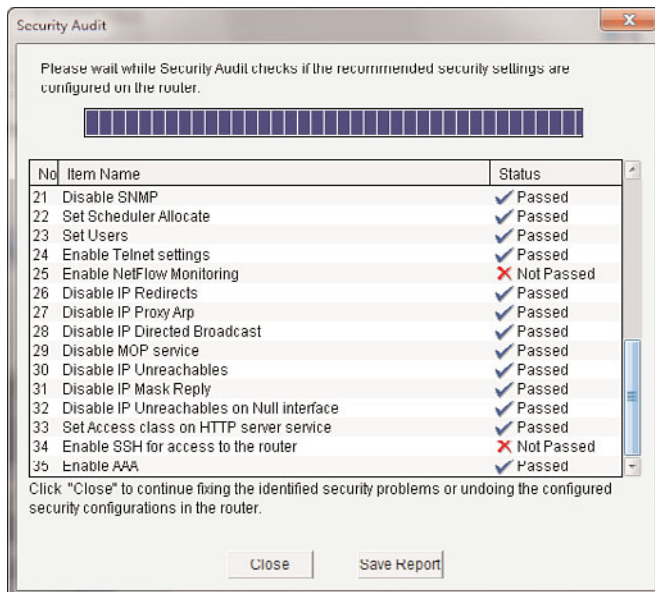 Security Audit
Please wait while Security Audit checks if the recommended security settings are
configured on the router.
No Item Name Status
21 Disable SNMP Passed
22 Set Scheduler Allocate Passed
23 Set Users Passed
24 Enable Telnet settings Passed
25 Enable NetFlow Monitoring Not Passed
26 Disable IP Redirects Passed
27 Disable IP Proxy Arp Passed
28 Disable IP Directed Broadcast Passed
29 Disable MOP service Passed
30 Disable IP Unreachables Passed
31 Disable IP Mask Reply Passed
32 Disable IP Unreachables on Null interface Passed
33 Set Access class on HTTP server service Passed
34 Enable SSH for access to the router Not Passed
35 Enable AAA Passed
Click "Close" to continue fixing the identified security problems or undoing the configured
security configurations in the router.
Close Save Report